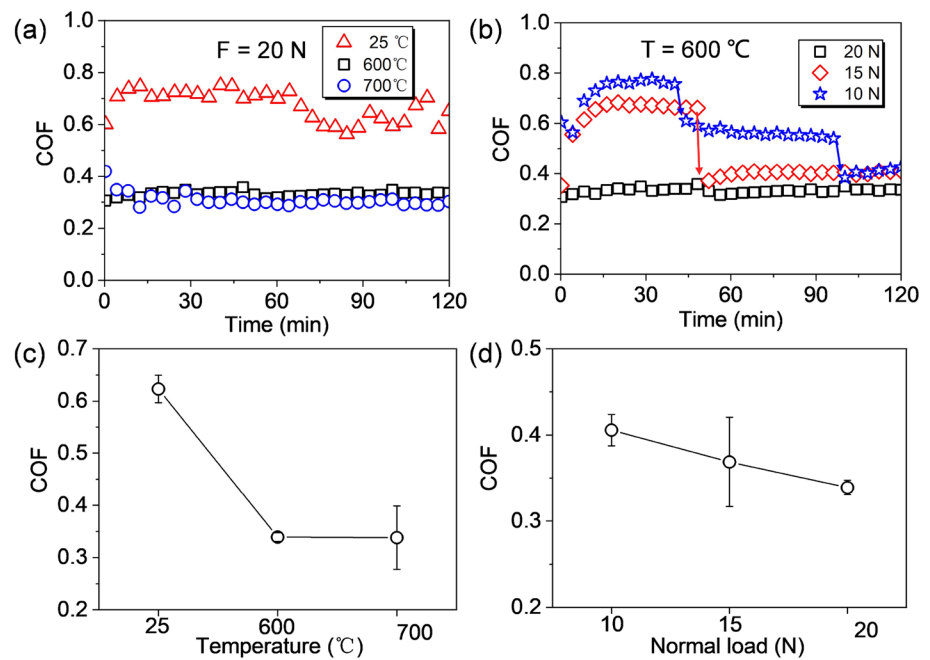 (a)
F = 20 N
25 ℃
600℃
700℃
1.0
0.8
0.6
0.4
0.2
0.0
COF
0 30 60 90 120
Time (min)
(b)
T = 600 ℃
20 N
15 N
10 N
1.0
0.8
0.6
0.4
0.2
0.0
COF
0 30 60 90 120
Time (min)
(c)
0.7
0.6
0.5
0.4
0.3
0.2
COF
25 600 700
Temperature (℃)
(d)
0.5
0.4
0.3
0.2
COF
10 15 20
Normal load (N)